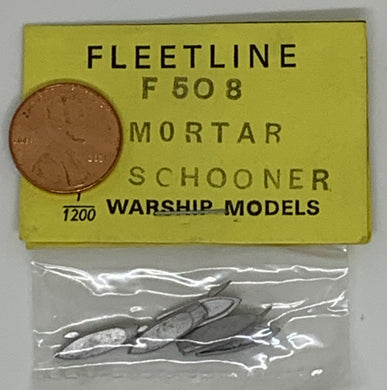 FLEETLINE
F 508
MORTAR
SCHOONER
1/1200 WARSHIP MODELS